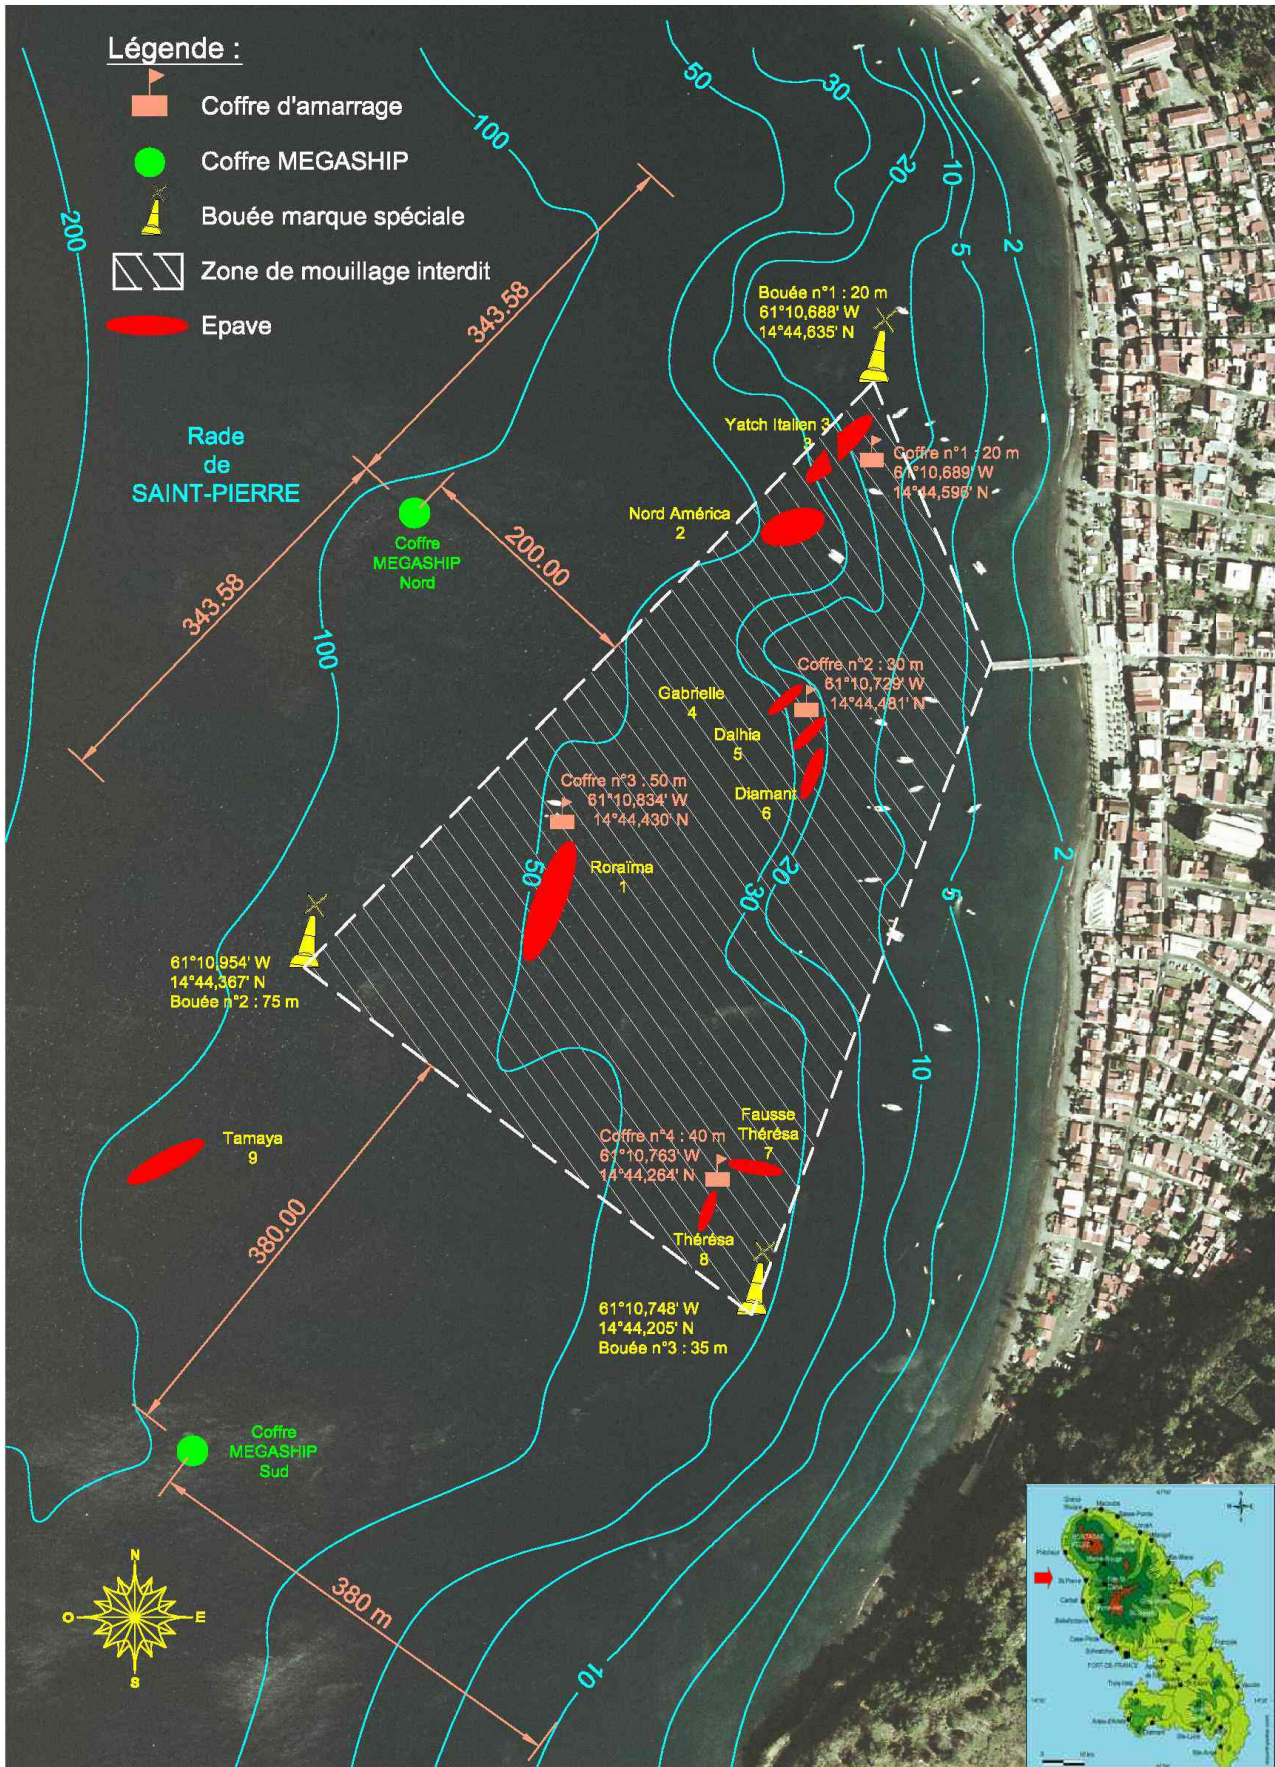 Légende :
Coffre d'amarrage
Coffre MEGASHIP
Bouée marque spéciale
Zone de mouillage interdit
Epave
200
100
50
30
20
10
5
2
343.58
Rade
de
SAINT-PIERRE
Bouée n°1 : 20 m
61°10,688' W
14°44,635' N
Yatch Italien 3
3
Coffre n°1 : 20 m
61°10,689' W
14°44,596' N
Nord América
2
Coffre
MEGASHIP
Nord
200.00
343.58
100
Coffre n°2 : 30 m
61°10,729' W
14°44,481' N
Gabrielle
4
Dalhia
5
Diamant
6
Coffre n°3 : 50 m
61°10,834' W
14°44,430' N
Roraïma
1
50
30
20
5
2
61°10,954' W
14°44,367' N
Bouée n°2 : 75 m
10
Tamaya
9
Fausse
Thérésa
7
Coffre n°4 : 40 m
61°10,763' W
14°44,264' N
Thérésa
8
380.00
61°10,748' W
14°44,205' N
Bouée n°3 : 35 m
Coffre
MEGASHIP
Sud
380 m
10
N
O
E
S
FORT-DE-FRANCE